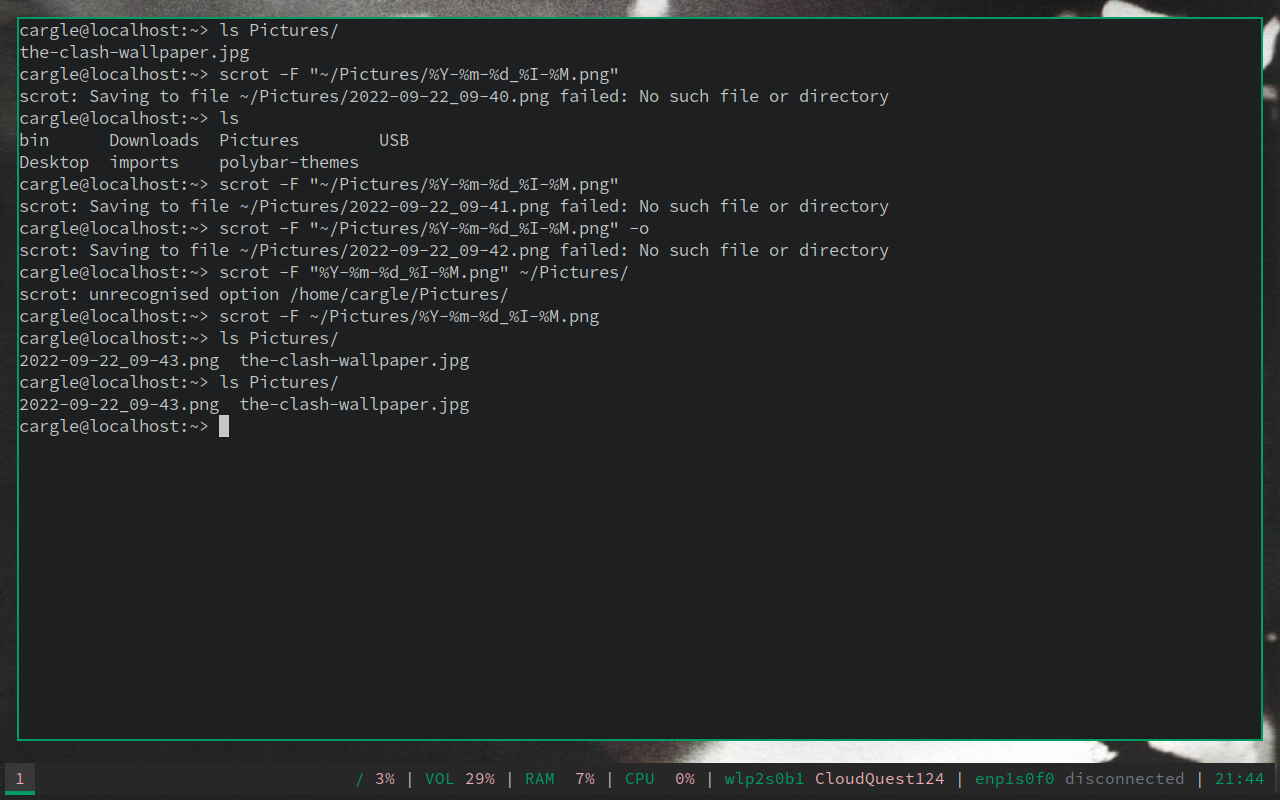 cargle@localhost:~> ls Pictures/
the-clash-wallpaper.jpg
cargle@localhost:~> scrot -F "~/Pictures/%Y-%m-%d_%I-%M.png"
scrot: Saving to file ~/Pictures/2022-09-22_09-40.png failed: No such file or directory
cargle@localhost:~> ls
bin      Downloads  Pictures        USB
Desktop  imports    polybar-themes
cargle@localhost:~> scrot -F "~/Pictures/%Y-%m-%d_%I-%M.png"
scrot: Saving to file ~/Pictures/2022-09-22_09-41.png failed: No such file or directory
cargle@localhost:~> scrot -F "~/Pictures/%Y-%m-%d_%I-%M.png" -o
scrot: Saving to file ~/Pictures/2022-09-22_09-42.png failed: No such file or directory
cargle@localhost:~> scrot -F "%Y-%m-%d_%I-%M.png" ~/Pictures/
scrot: unrecognised option /home/cargle/Pictures/
cargle@localhost:~> scrot -F ~/Pictures/%Y-%m-%d_%I-%M.png
cargle@localhost:~> ls Pictures/
2022-09-22_09-43.png  the-clash-wallpaper.jpg
cargle@localhost:~> ls Pictures/
2022-09-22_09-43.png  the-clash-wallpaper.jpg
cargle@localhost:~>
1 / 3% | VOL 29% | RAM  7% | CPU  0% | wlp2s0b1 CloudQuest124 | enp1s0f0 disconnected | 21:44